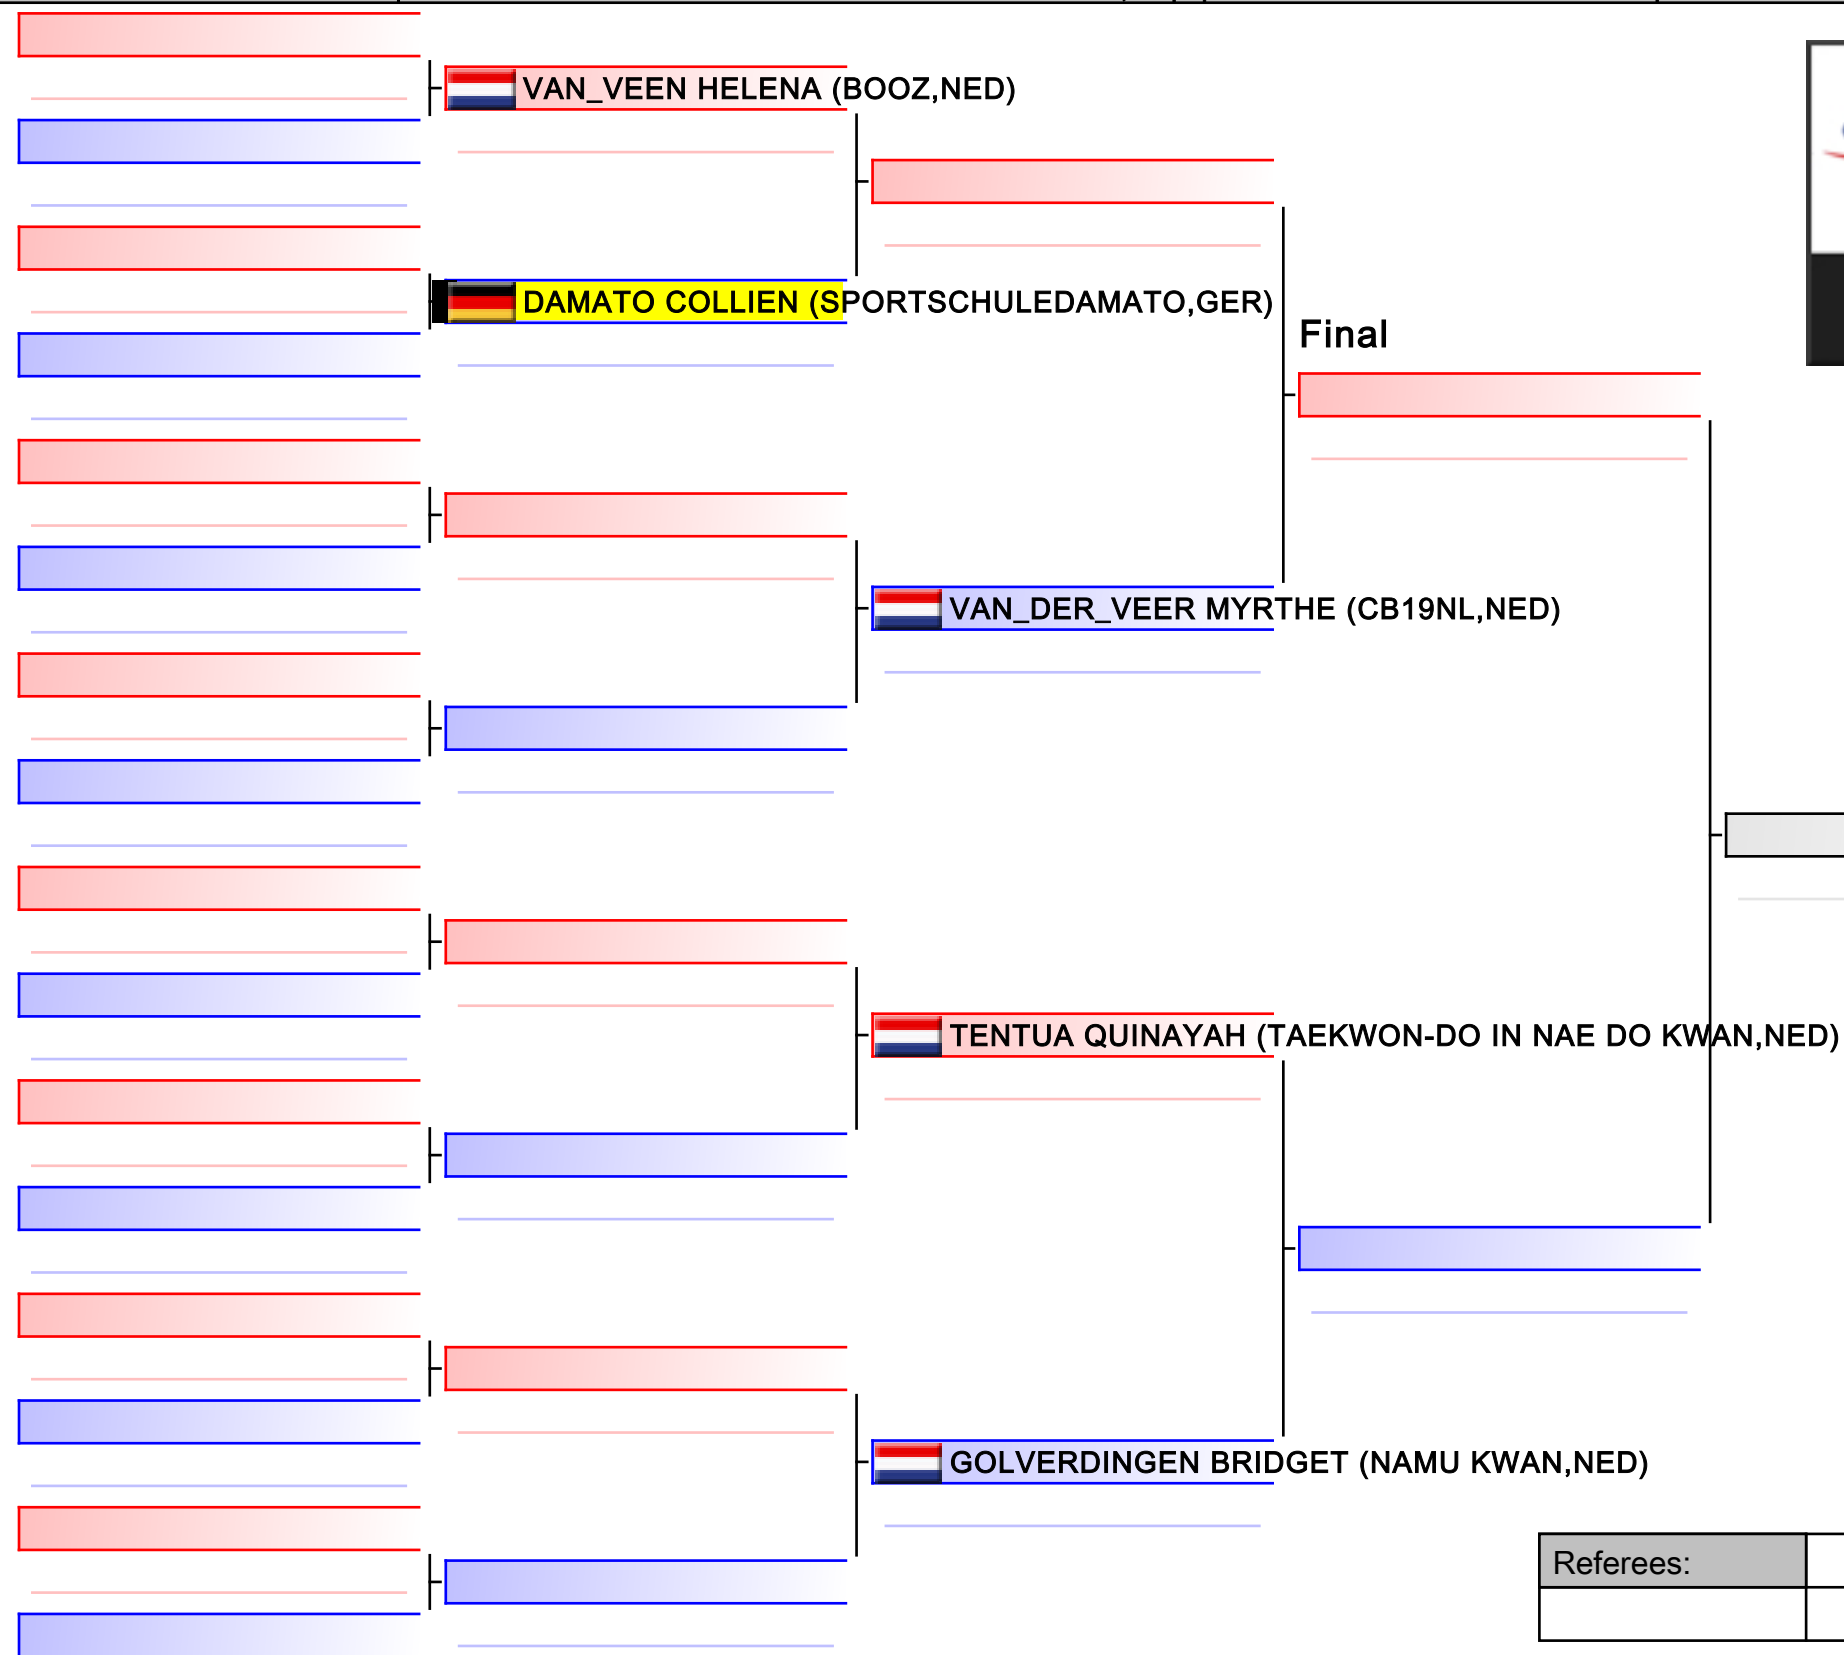 VAN_VEEN HELENA (BOOZ,NED)
DAMATO COLLIEN (SPORTSCHULEDAMATO,GER)
Final
VAN_DER_VEER MYRTHE (CB19NL,NED)
TENTUA QUINAYAH (TAEKWON-DO IN NAE DO KWAN,NED)
GOLVERDINGEN BRIDGET (NAMU KWAN,NED)
Referees: